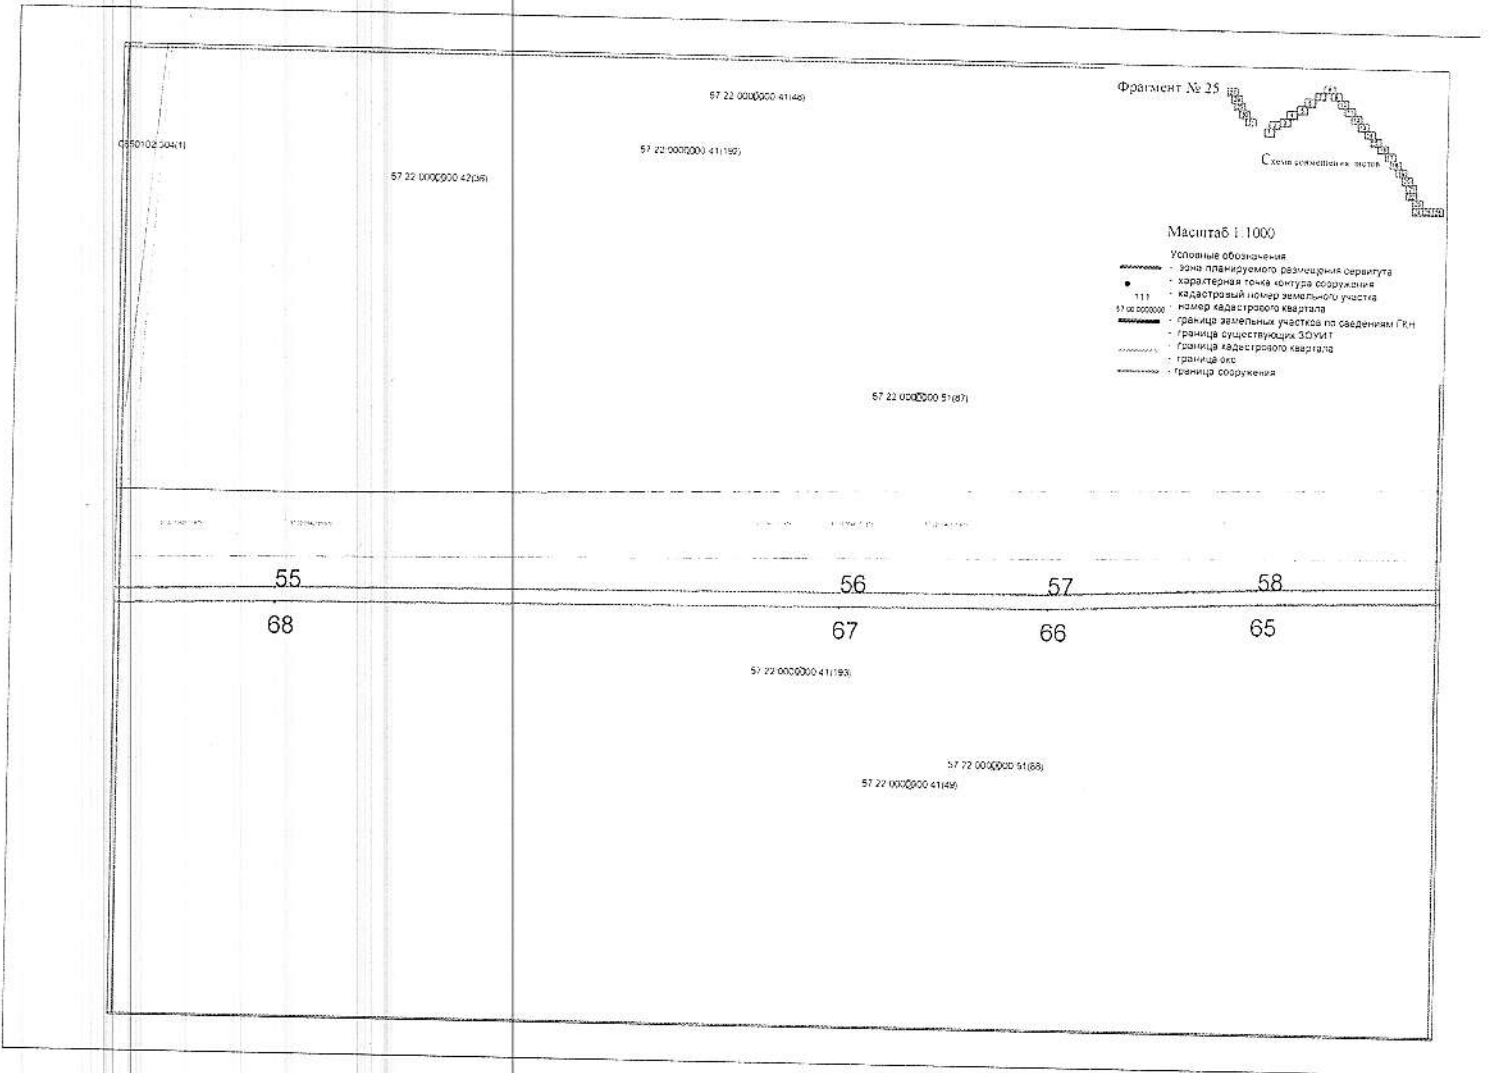 57 22 0000000 41(48)
Фрагмент № 25
57 22 0000000 41(192)
57 22 0000000 42(36)
Схема совмещения листов
Масштаб 1:1000
Условные обозначения
- зона планируемого размещения сервитута
- характерная точка контура сооружения
111 - кадастровый номер земельного участка
57 00 0000000 - номер кадастрового квартала
- граница земельных участков по сведениям ГКН
- граница существующих ЗОУИТ
- граница кадастрового квартала
- граница окс
- граница сооружения
57 22 0000000 51(87)
55 56 57 58
68 67 66 65
57 22 0000000 41(193)
57 22 0000000 51(88)
57 22 0000000 41(49)